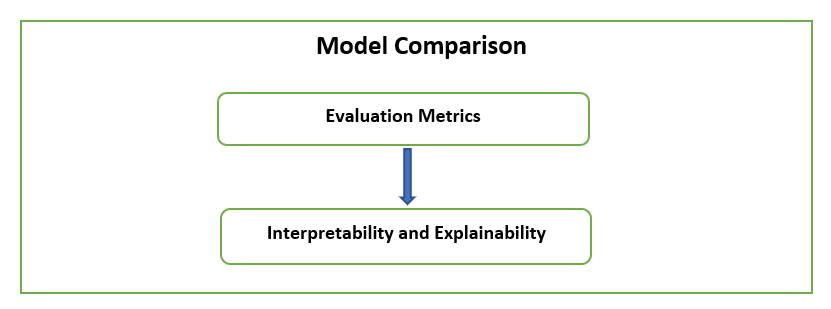 Model Comparison
Evaluation Metrics
Interpretability and Explainability